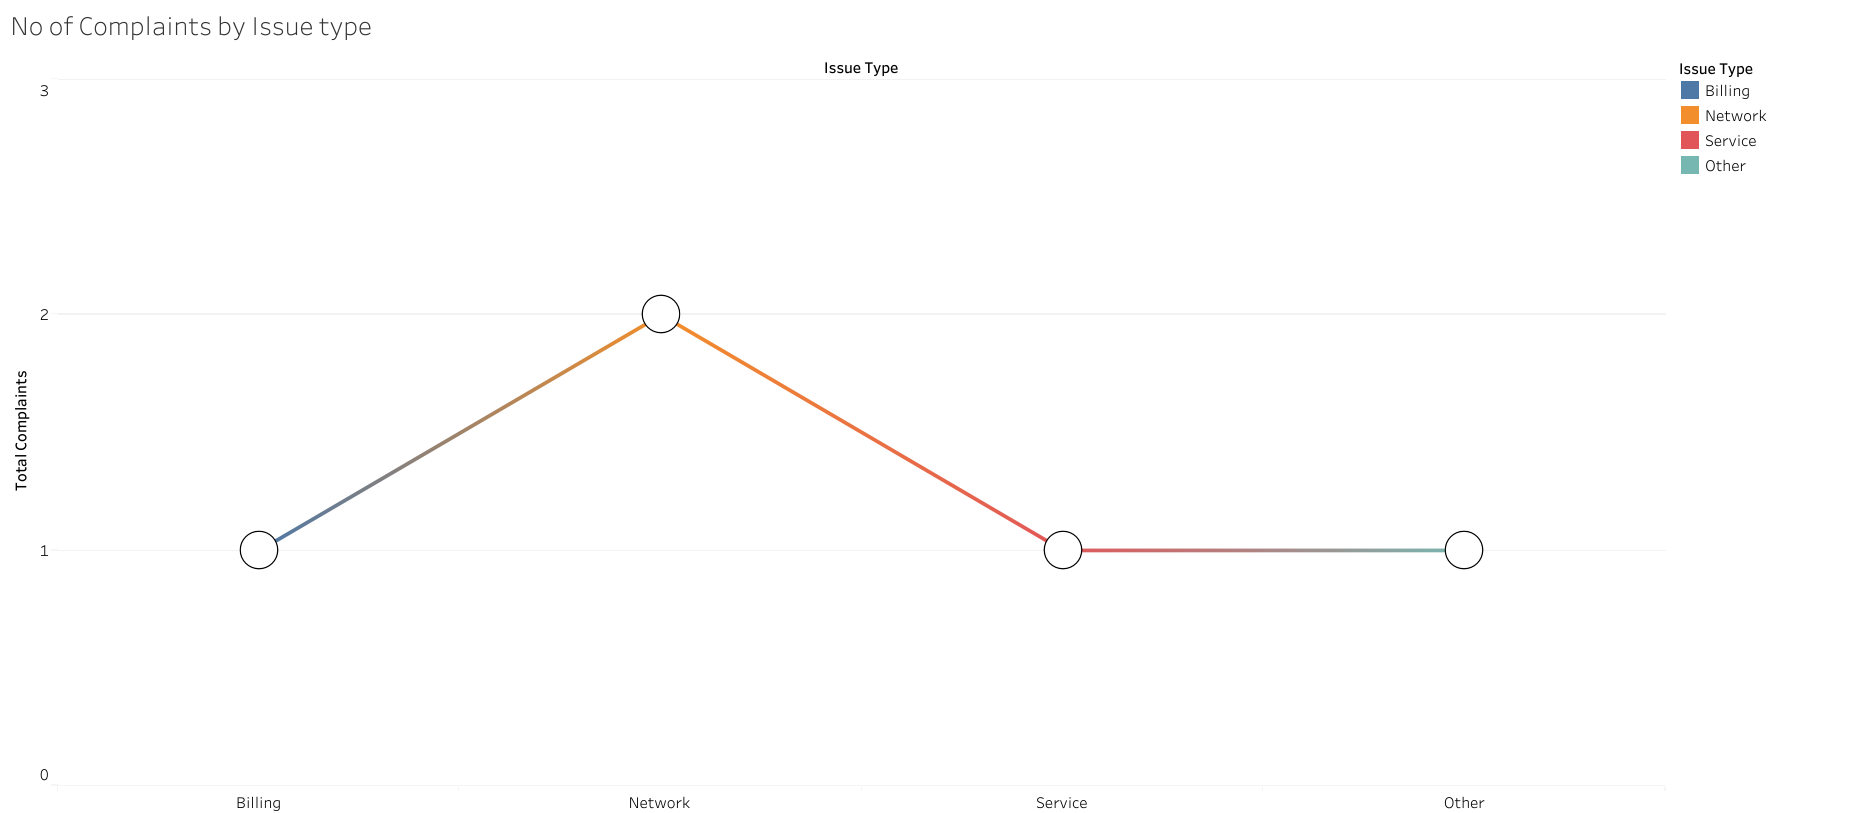 No of Complaints by Issue type
Issue Type
3
2
1
0
Total Complaints
Billing
Network
Service
Other
Issue Type
Billing
Network
Service
Other